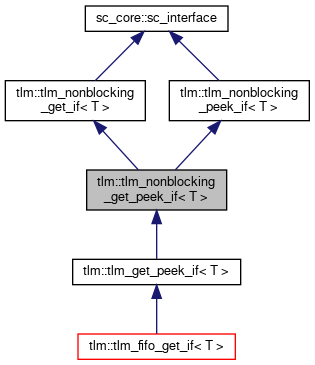 sc_core::sc_interface
tlm::tlm_nonblocking
_get_if< T >
tlm::tlm_nonblocking
_peek_if< T >
tlm::tlm_nonblocking
_get_peek_if< T >
tlm::tlm_get_peek_if< T >
tlm::tlm_fifo_get_if< T >